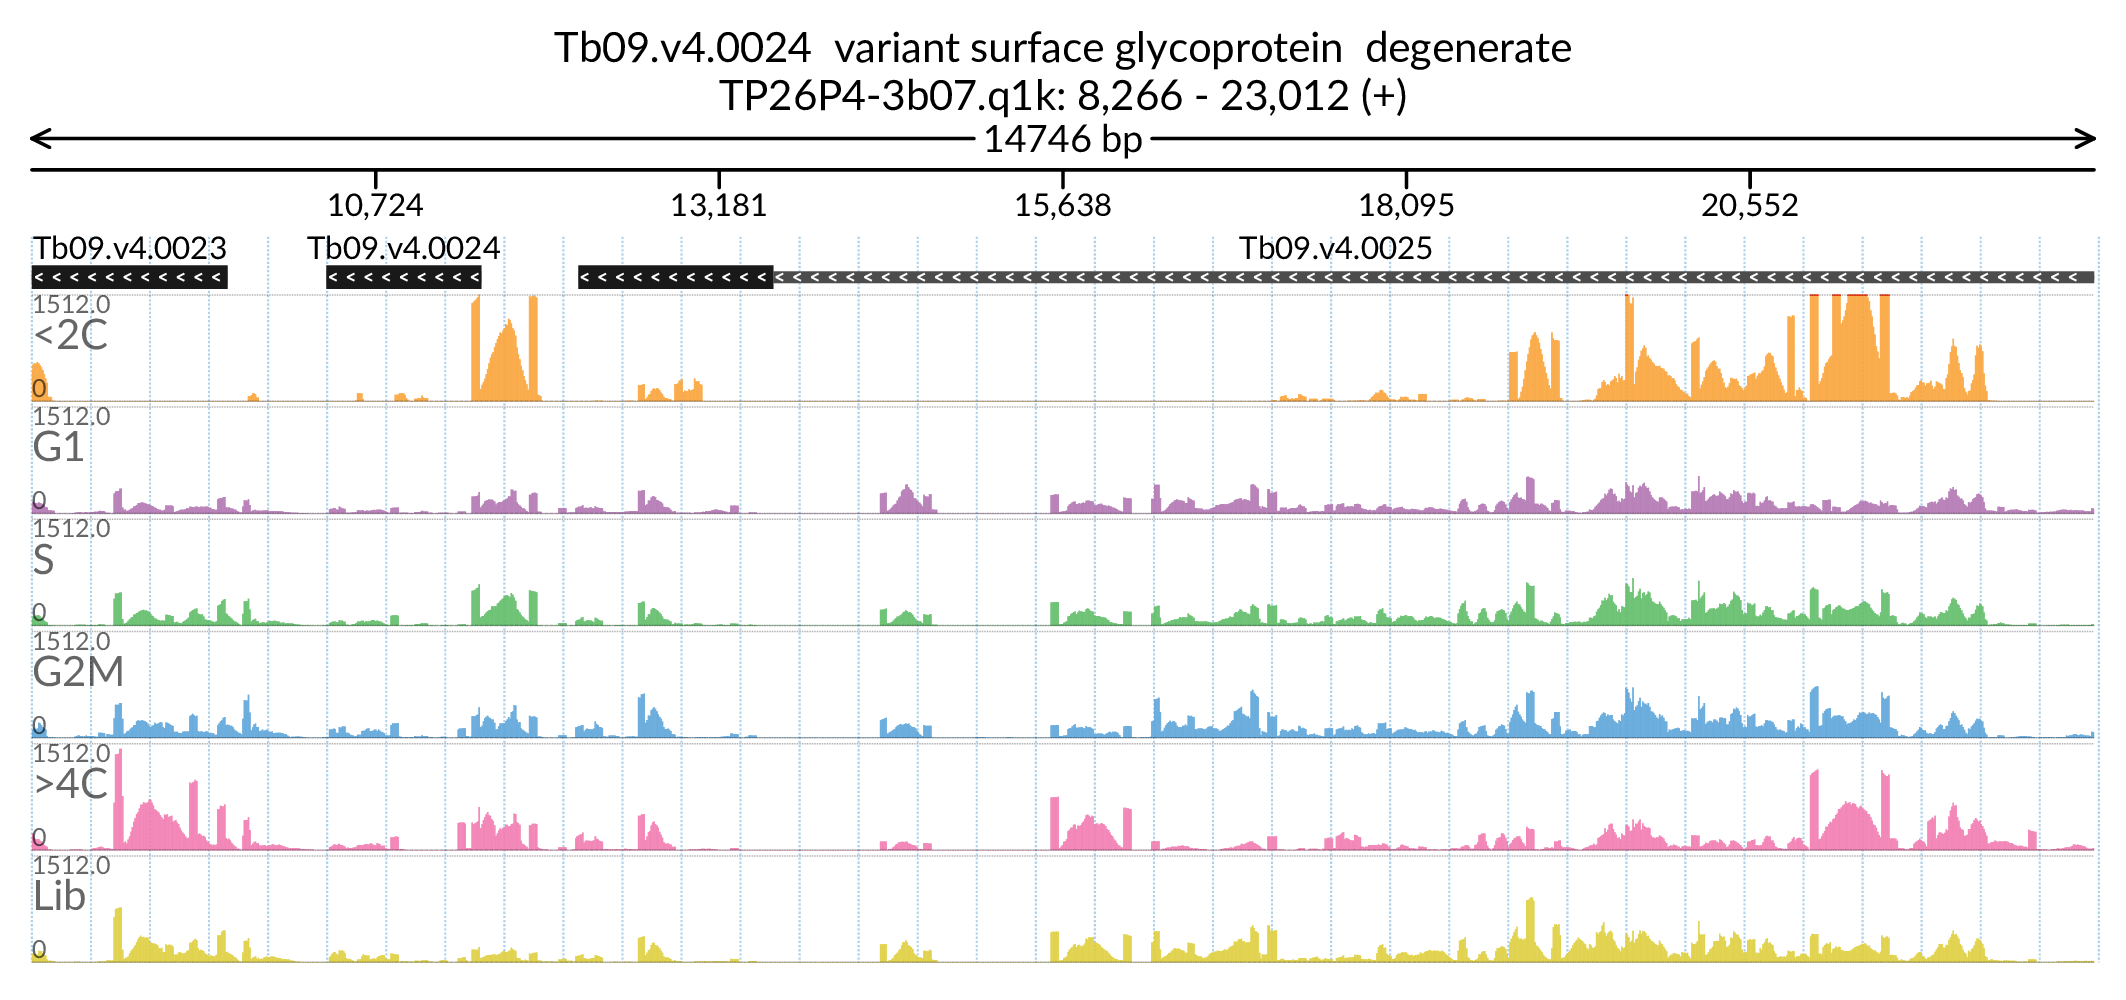 Tb09.v4.0024 variant surface glycoprotein degenerate
TP26P4-3b07.q1k: 8,266 - 23,012 (+)
14746 bp
10,724 13,181 15,638 18,095 20,552
Tb09.v4.0023 Tb09.v4.0024 Tb09.v4.0025
1512.0
<2C
0
1512.0
G1
0
1512.0
S
0
1512.0
G2M
0
1512.0
>4C
0
1512.0
Lib
0